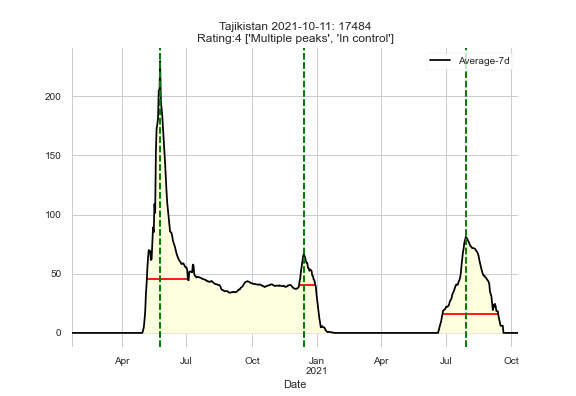 Tajikistan 2021-10-11: 17484
Rating:4 ['Multiple peaks', 'In control']
Average-7d
200
150
100
50
0
Apr Jul Oct Jan Apr Jul Oct
2021
Date